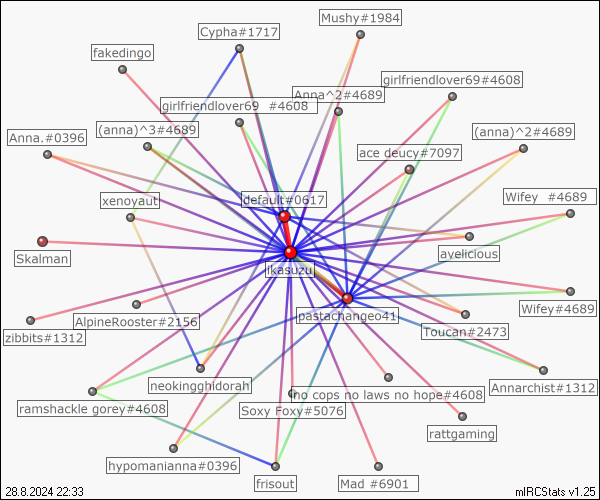 Mushy#1984
Cypha#1717
fakedingo
girlfriendlover69#4608
Anna^2#4689
girlfriendlover69  #4608
(anna)^3#4689
(anna)^2#4689
Anna.#0396
ace deucy#7097
xenoyaut
default#0617
Wifey  #4689
ayelicious
Skalman
ikasuzu
pastachangeo41
Wifey#4689
AlpineRooster#2156
Toucan#2473
zibbits#1312
neokingghidorah
Annarchist#1312
no cops no laws no hope#4608
ramshackle gorey#4608
Soxy Foxy#5076
rattgaming
hypomanianna#0396
frisout
Mad #6901
28.8.2024 22:33
mIRCStats v1.25